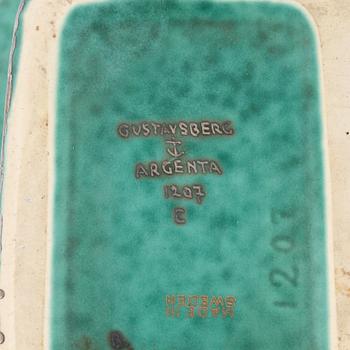 GUSTAVSBERG
ARGENTA
1207
C
MADE IN
SWEDEN
1207